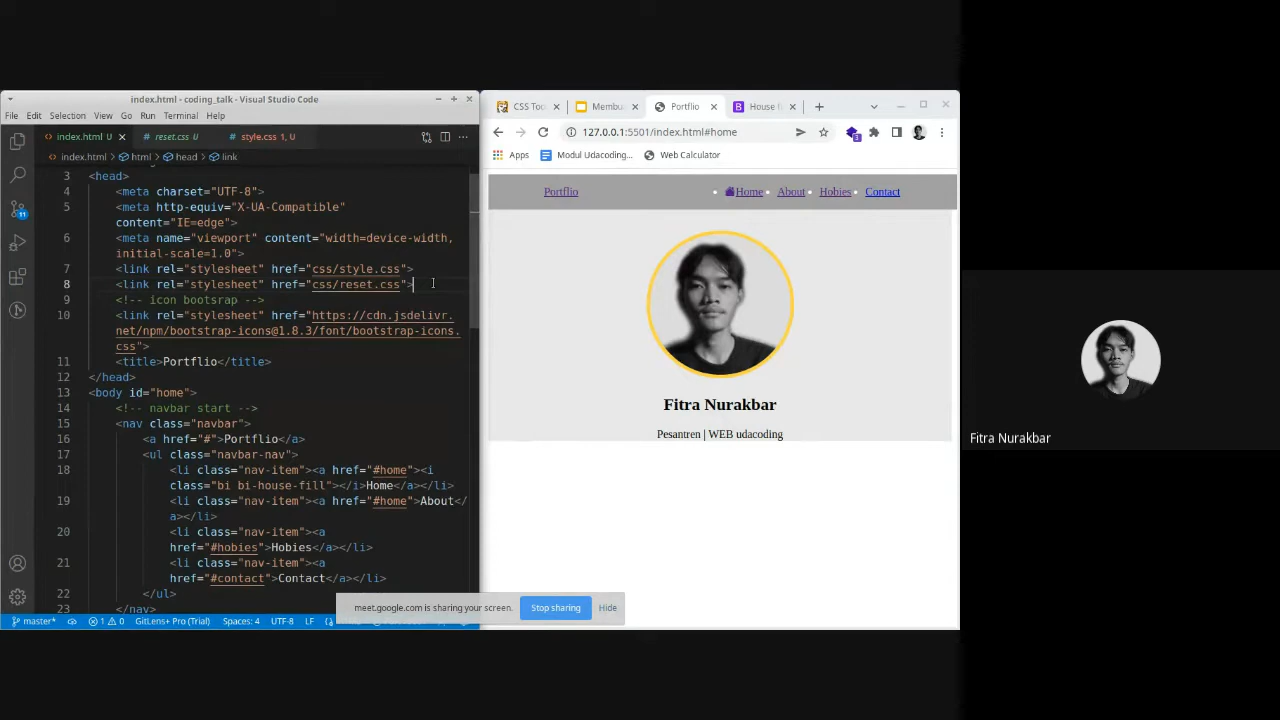 index.html - coding_talk - Visual Studio Code
File Edit Selection View Go Run Terminal Help
index.html U reset.css U style.css 1, U
index.html > html > head > link
3 <head>
4 <meta charset="UTF-8">
5 <meta http-equiv="X-UA-Compatible"
content="IE=edge">
6 <meta name="viewport" content="width=device-width,
initial-scale=1.0">
7 <link rel="stylesheet" href="css/style.css">
8 <link rel="stylesheet" href="css/reset.css">
9 <!-- icon bootsrap -->
10 <link rel="stylesheet" href="https://cdn.jsdelivr.
net/npm/bootstrap-icons@1.8.3/font/bootstrap-icons.
css">
11 <title>Portflio</title>
12 </head>
13 <body id="home">
14 <!-- navbar start -->
15 <nav class="navbar">
16 <a href="#">Portflio</a>
17 <ul class="navbar-nav">
18 <li class="nav-item"><a href="#home"><i
class="bi bi-house-fill"></i>Home</a></li>
19 <li class="nav-item"><a href="#home">About</
a></li>
20 <li class="nav-item"><a
href="#hobies">Hobies</a></li>
21 <li class="nav-item"><a
href="#contact">Contact</a></li>
22 </ul>
23 </nav>
11
master* 1 0 GitLens+ Pro (Trial) Spaces: 4 UTF-8 LF
CSS Too Membu Portflio House f
127.0.0.1:5501/index.html#home
3
Apps Modul Udacoding... Web Calculator
Portflio Home About Hobies Contact
Fitra Nurakbar
Pesantren | WEB udacoding
meet.google.com is sharing your screen. Stop sharing Hide
Fitra Nurakbar